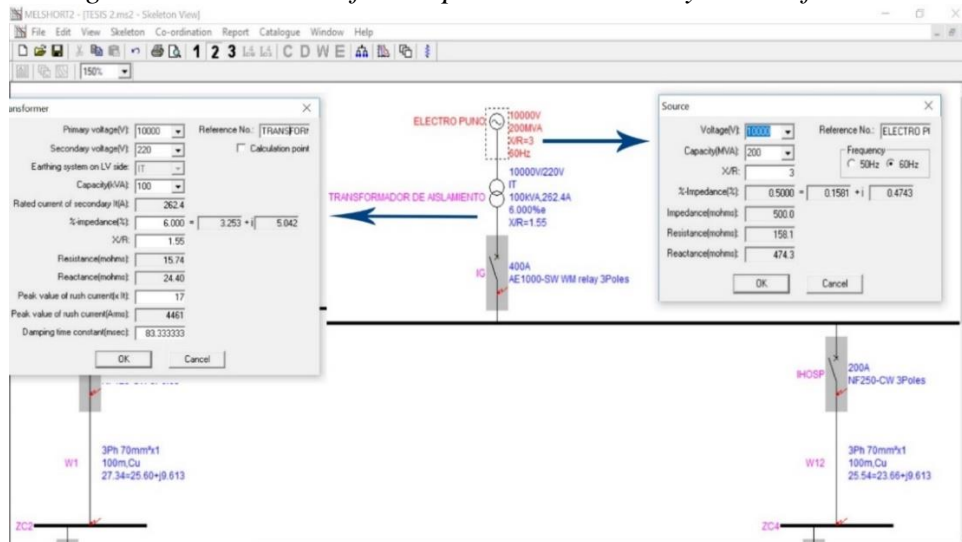 MELSHORT2 - [TESIS 2.ms2 - Skeleton View]
File Edit View Skeleton Co-ordination Report Catalogue Window Help
1 2 3 C D W E
150%
ansformer
Primary voltage(V): 10000 Reference No.: TRANSFOR
Secondary voltage(V): 220 Calculation point
Earthing system on LV side: IT
Capacity(kVA): 100
Rated current of secondary It(A): 262.4
%-impedance(%): 6.000 = 3.253 +i 5.042
X/R: 1.55
Resistance(mohms): 15.74
Reactance(mohms): 24.40
Peak value of rush current(x It): 17
Peak value of rush current(Arms): 4461
Damping time constant(msec): 83.333333
OK Cancel
ELECTRO PUNO
10000V
200MVA
X/R=3
60Hz
TRANSFORMADOR DE AISLAMIENTO
10000V/220V
IT
100kVA,262.4A
6.000%e
X/R=1.55
IG
400A
AE1000-SW WM relay 3Poles
Source
Voltage(V): 10000 Reference No.: ELECTRO P
Capacity(MVA): 200 Frequency
50Hz 60Hz
X/R: 3
%-Impedance(%): 0.5000 = 0.1581 +i 0.4743
Impedance(mohms): 500.0
Resistance(mohms): 158.1
Reactance(mohms): 474.3
OK Cancel
W1
3Ph 70mm²x1
100m,Cu
27.34=25.60+j9.613
ZC2
IHOSP
200A
NF250-CW 3Poles
W12
3Ph 70mm²x1
100m,Cu
25.54=23.66+j9.613
ZC4